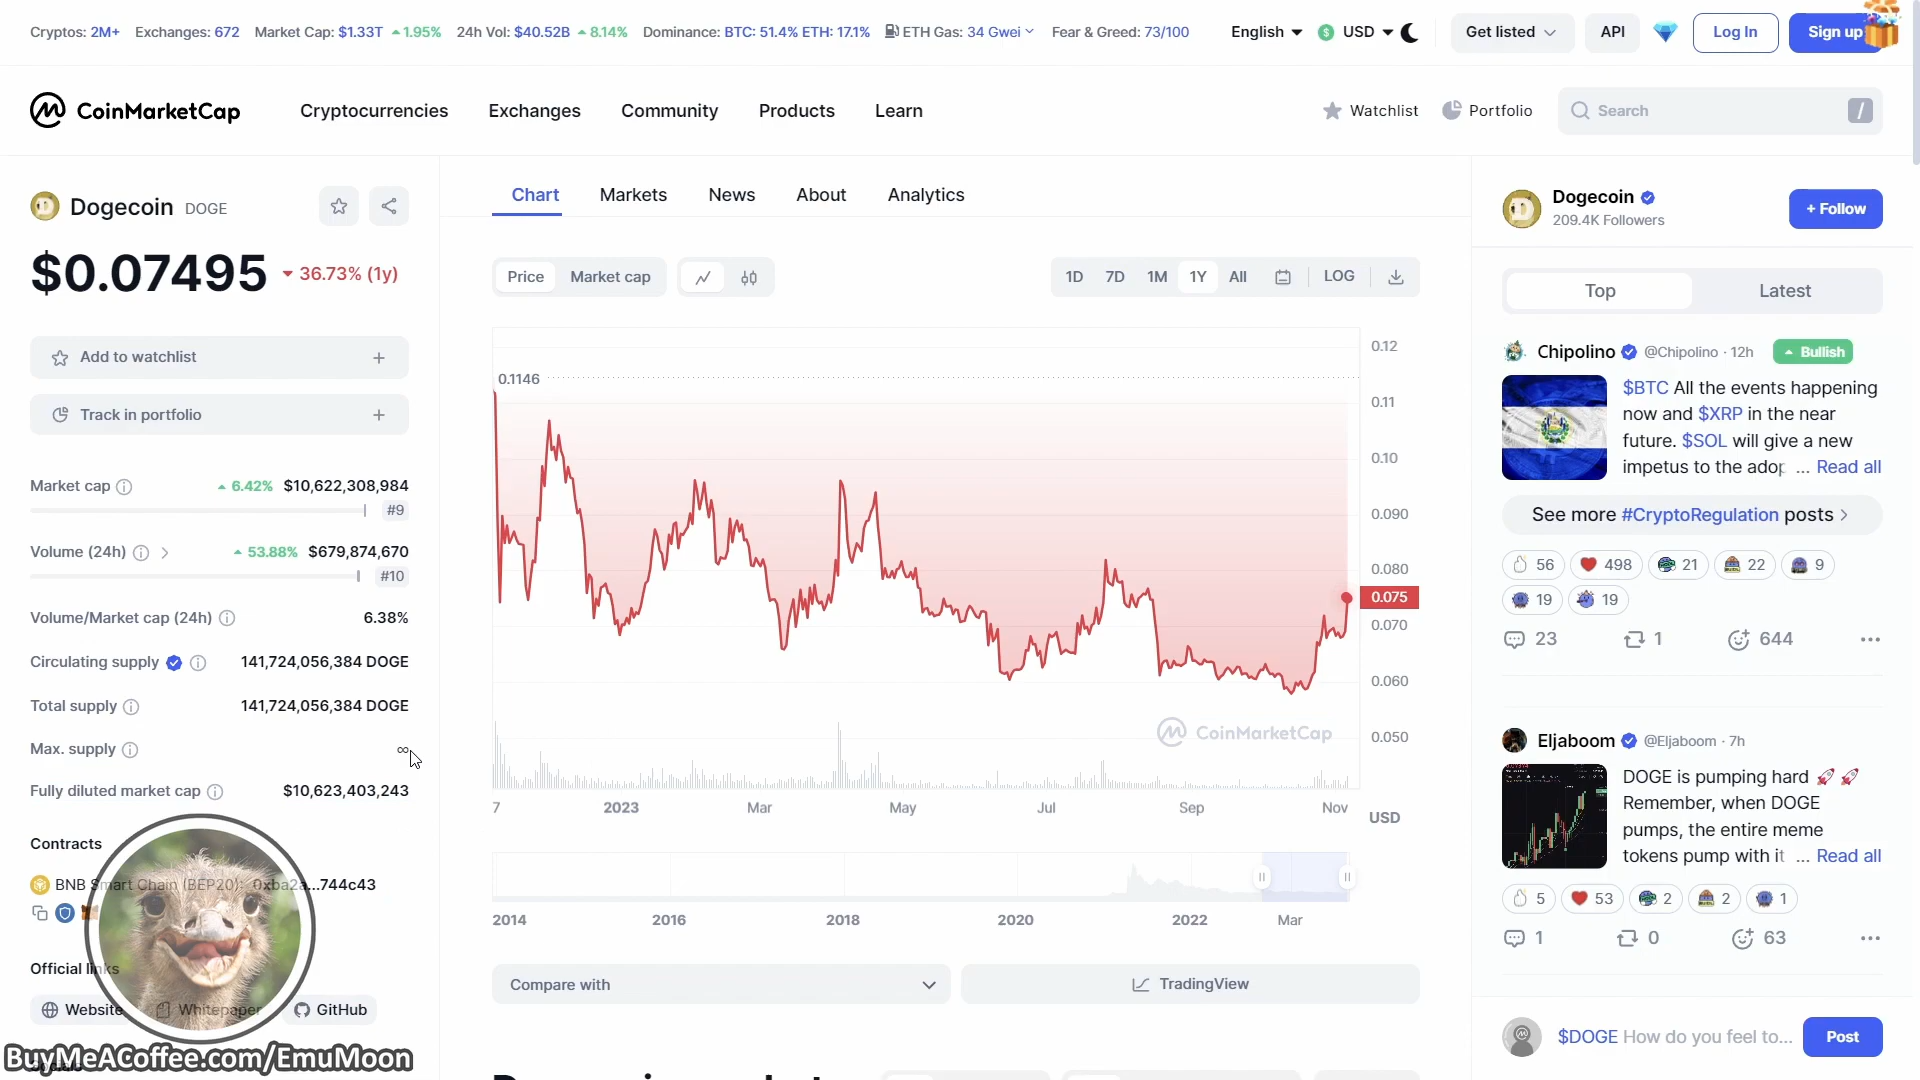 Cryptos: 2M+ Exchanges: 672 Market Cap: $1.33T 1.95% 24h Vol: $40.52B 8.14% Dominance: BTC: 51.4% ETH: 17.1% ETH Gas: 34 Gwei Fear & Greed: 73/100 English USD Get listed API Log In Sign up
CoinMarketCap Cryptocurrencies Exchanges Community Products Learn Watchlist Portfolio Search /
Dogecoin DOGE
$0.07495 36.73% (1y)
Add to watchlist +
Track in portfolio +
Market cap 6.42% $10,622,308,984
#9
Volume (24h) 53.88% $679,874,670
#10
Volume/Market cap (24h) 6.38%
Circulating supply 141,724,056,384 DOGE
Total supply 141,724,056,384 DOGE
Max. supply ∞
Fully diluted market cap $10,623,403,243
Contracts
BNB Smart Chain (BEP20): 0xba2a...744c43
Official links
Website Whitepaper GitHub
BuyMeACoffee.com/EmuMoon
Chart Markets News About Analytics
Price Market cap 1D 7D 1M 1Y All LOG
0.12
0.1146
0.11
0.10
0.090
0.080
0.075
0.070
0.060
CoinMarketCap
0.050
7 2023 Mar May Jul Sep Nov
USD
2014 2016 2018 2020 2022 Mar
Compare with TradingView
Dogecoin
209.4K Followers
+ Follow
Top Latest
Chipolino @Chipolino · 12h Bullish
$BTC All the events happening
now and $XRP in the near
future. $SOL will give a new
impetus to the adop ... Read all
See more #CryptoRegulation posts >
56 498 21 22 9
19 19
23 1 644 ...
Eljaboom @Eljaboom · 7h
DOGE is pumping hard 🚀 🚀
Remember, when DOGE
pumps, the entire meme
tokens pump with it ... Read all
5 53 2 2 1
1 0 63 ...
$DOGE How do you feel to... Post